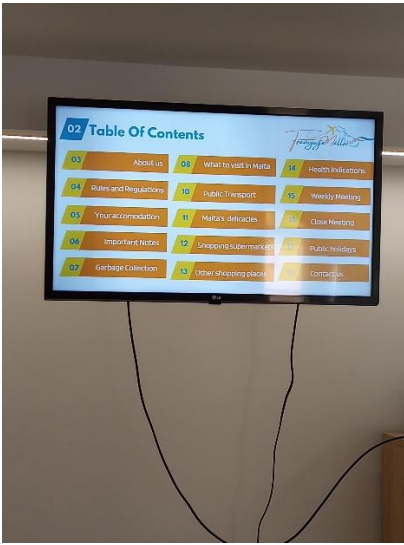 02 Table Of Contents
03 About us
04 Rules and Regulations
05 Your accomodation
06 Important Notes
07 Garbage Collection
08 What to visit in Malta
10 Public Transport
11 Malta's delicacies
12 Shopping supermarkets
13 Other shopping places
14 Health Indications
15 Weekly Meeting
Close Meeting
Public holidays
Contact us
LG